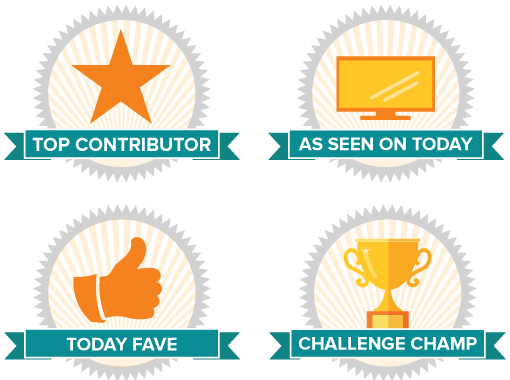 TOP CONTRIBUTOR
AS SEEN ON TODAY
TODAY FAVE
CHALLENGE CHAMP